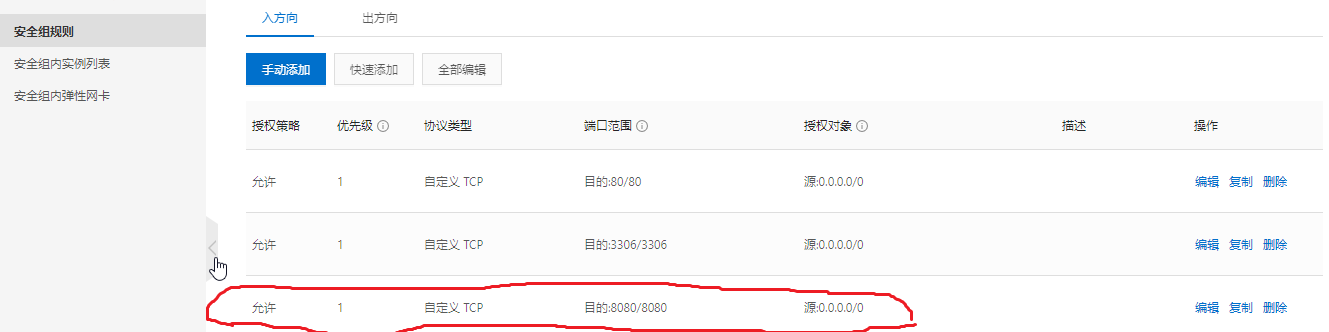 安全组规则
安全组内实例列表
安全组内弹性网卡
入方向 出方向
手动添加 快速添加 全部编辑
授权策略 优先级 协议类型 端口范围 授权对象 描述 操作
允许 1 自定义 TCP 目的:80/80 源:0.0.0.0/0 编辑 复制 删除
允许 1 自定义 TCP 目的:3306/3306 源:0.0.0.0/0 编辑 复制 删除
允许 1 自定义 TCP 目的:8080/8080 源:0.0.0.0/0 编辑 复制 删除